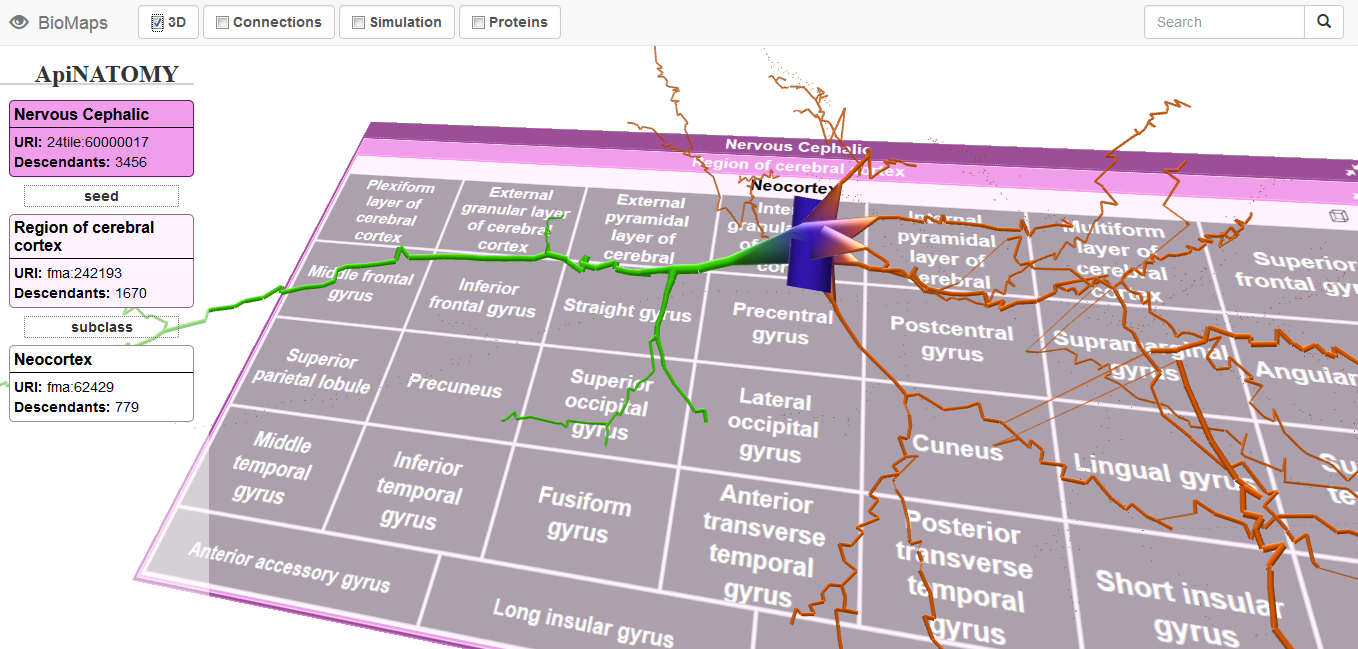 BioMaps
3D
Connections
Simulation
Proteins
Search
ApiNATOMY
Nervous Cephalic
URI: 24tile:60000017
Descendants: 3456
seed
Region of cerebral
cortex
URI: fma:242193
Descendants: 1670
subclass
Neocortex
URI: fma:62429
Descendants: 779
Nervous Cephalic
Region of cerebral cortex
Neocortex
Plexiform
layer of
cerebral
cortex
External
granular layer
of cerebral
cortex
External
pyramidal
layer of
cerebral
Internal
pyramidal
layer of
cerebral
Multiform
layer of
cerebral
cortex
Superior
frontal
Middle frontal
gyrus
Inferior
frontal gyrus
Straight gyrus
Precentral
gyrus
Postcentral
gyrus
Supramarginal
gyrus
Angular
Superior
parietal lobule
Precuneus
Superior
occipital
gyrus
Lateral
occipital
gyrus
Cuneus
Lingual gyrus
Middle
temporal
gyrus
Inferior
temporal
gyrus
Fusiform
gyrus
Anterior
transverse
temporal
gyrus
Posterior
transverse
temporal
gyrus
Short insular
gyrus
Anterior accessory gyrus
Long insular gyrus